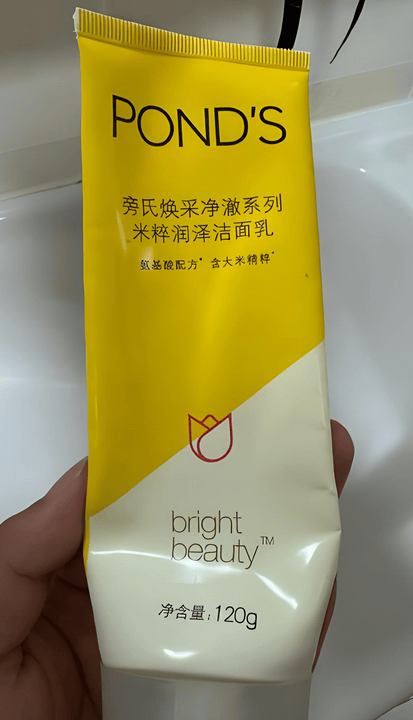 POND'S
旁氏焕采净澈系列
米粹润泽洁面乳
氨基酸配方* 含大米精粹*
bright
beauty™
净含量：120g